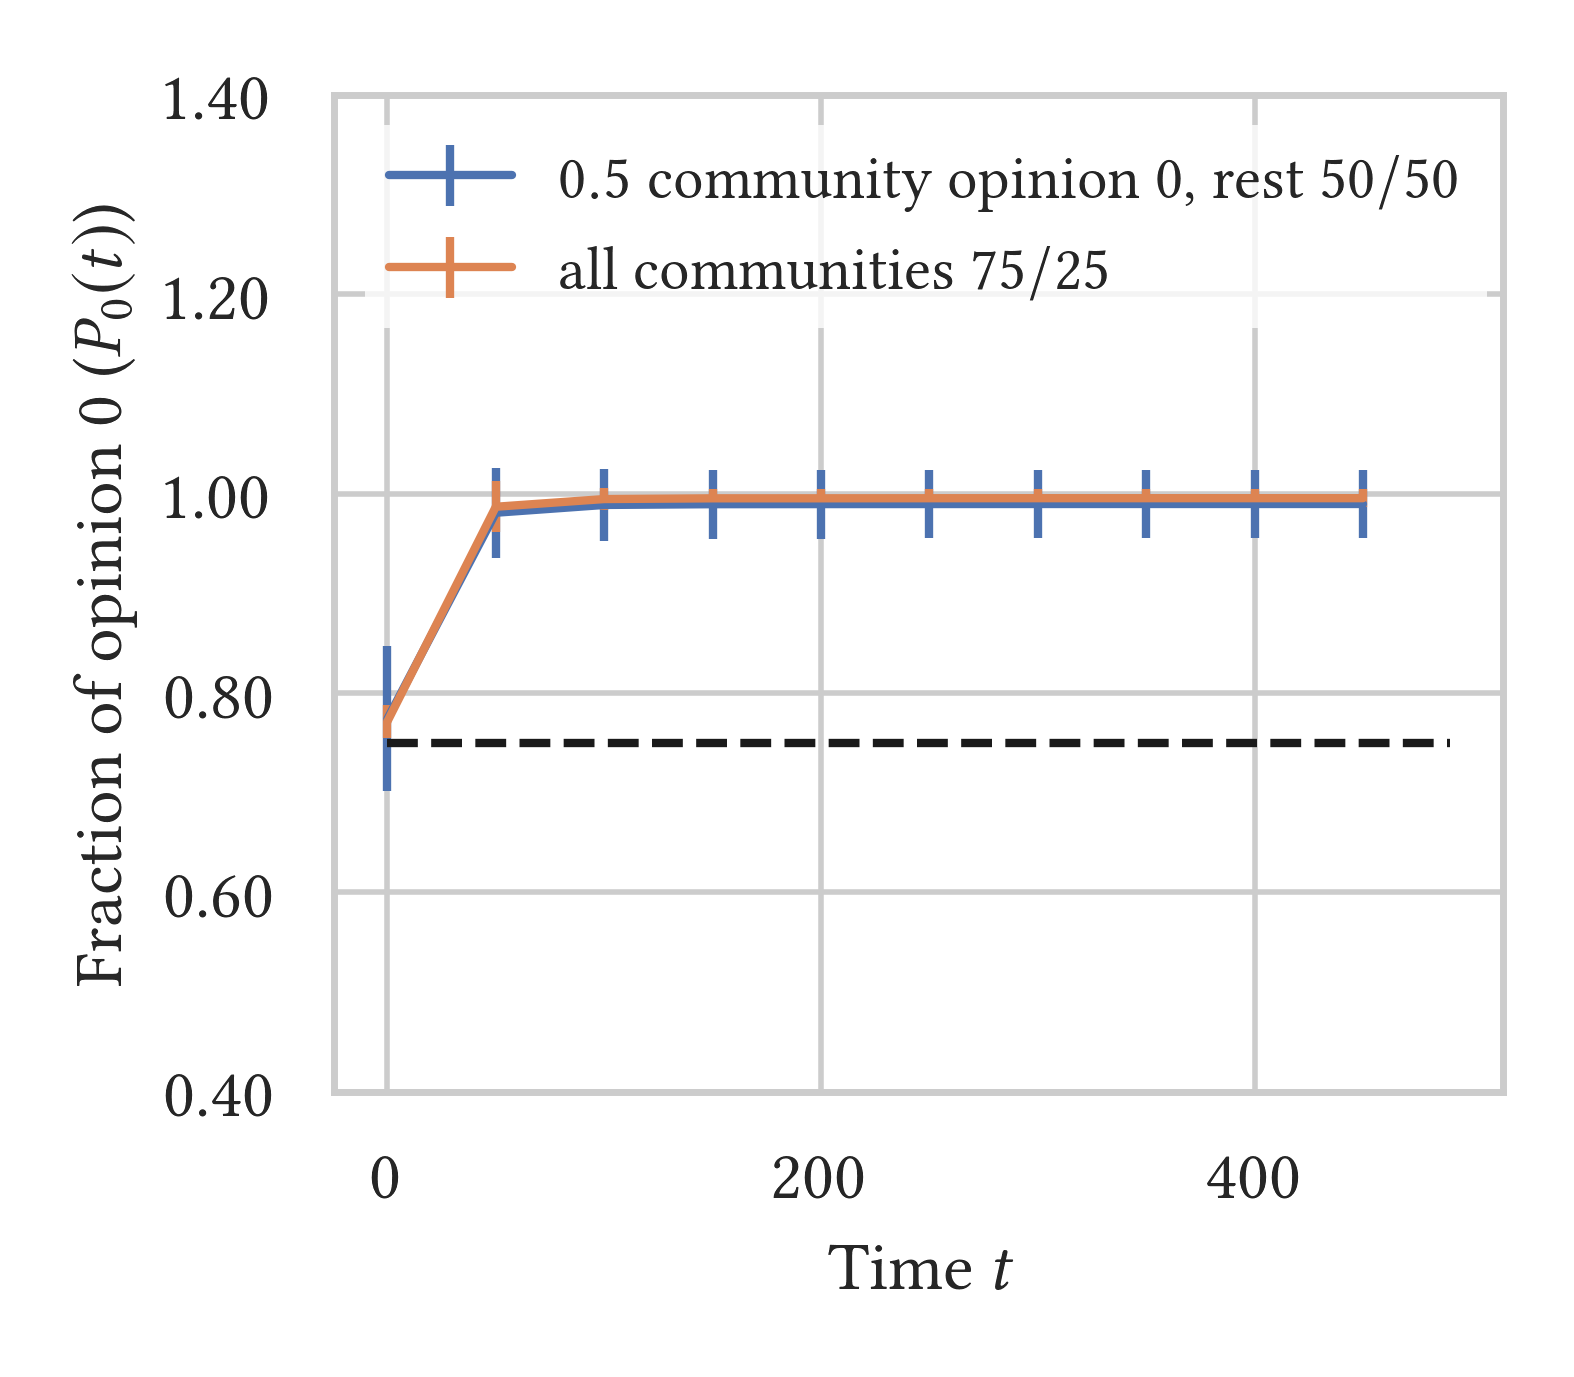 1.40
1.20
1.00
0.80
0.60
0.40
Fraction of opinion 0 (P₀(t))
0.5 community opinion 0, rest 50/50
all communities 75/25
0
200
400
Time t